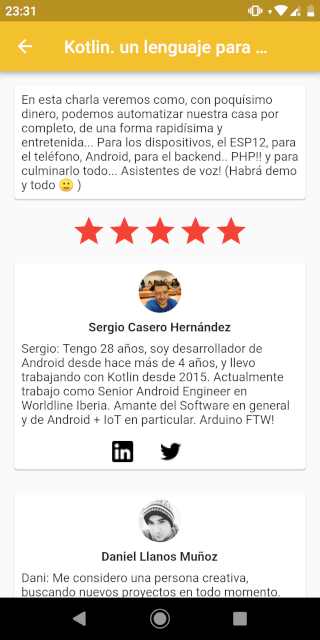 23:31
Kotlin. un lenguaje para ...
En esta charla veremos como, con poquísimo
dinero, podemos automatizar nuestra casa por
completo, de una forma rapidísima y
entretenida... Para los dispositivos, el ESP12, para
el teléfono, Android, para el backend.. PHP!! y para
culminarlo todo... Asistentes de voz! (Habrá demo
y todo 🙂 )
Sergio Casero Hernández
Sergio: Tengo 28 años, soy desarrollador de
Android desde hace más de 4 años, y llevo
trabajando con Kotlin desde 2015. Actualmente
trabajo como Senior Android Engineer en
Worldline Iberia. Amante del Software en general
y de Android + IoT en particular. Arduino FTW!
in
Daniel Llanos Muñoz
Dani: Me considero una persona creativa,
buscando nuevos proyectos en todo momento.